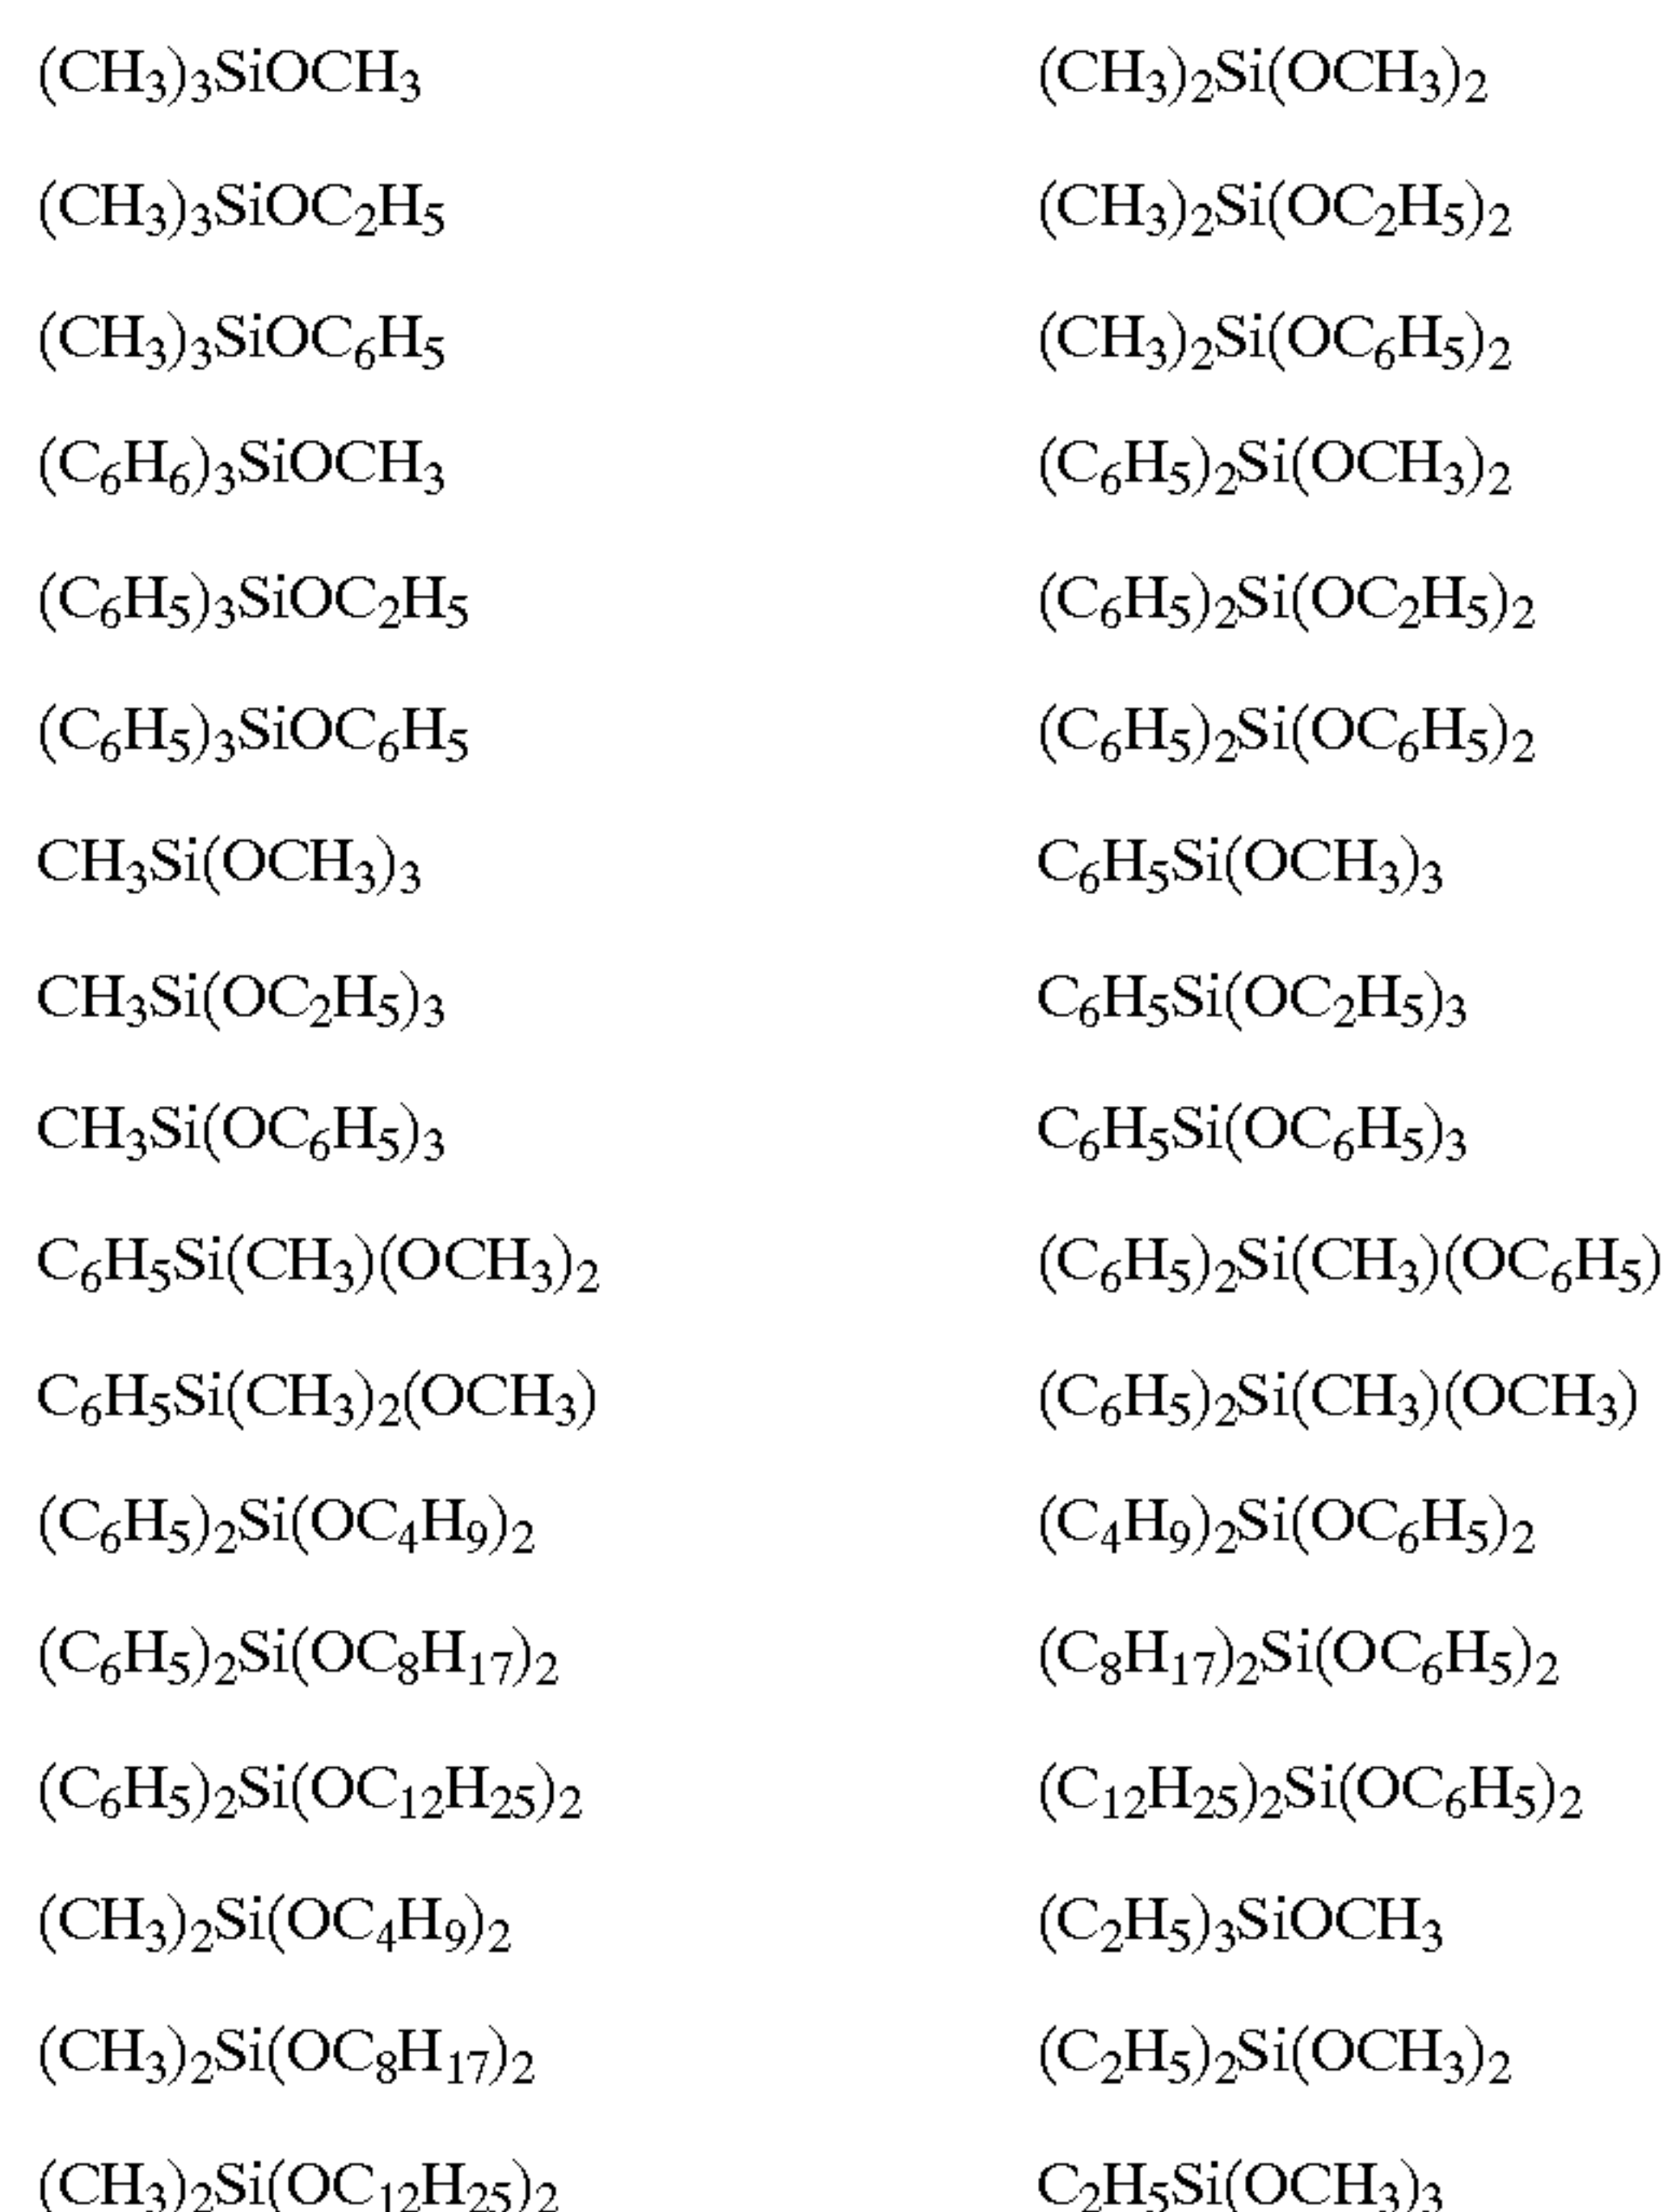 (CH₃)₃SiOCH₃ (CH₃)₂Si(OCH₃)₂
(CH₃)₃SiOC₂H₅ (CH₃)₂Si(OC₂H₅)₂
(CH₃)₃SiOC₆H₅ (CH₃)₂Si(OC₆H₅)₂
(C₆H₆)₃SiOCH₃ (C₆H₅)₂Si(OCH₃)₂
(C₆H₅)₃SiOC₂H₅ (C₆H₅)₂Si(OC₂H₅)₂
(C₆H₅)₃SiOC₆H₅ (C₆H₅)₂Si(OC₆H₅)₂
CH₃Si(OCH₃)₃ C₆H₅Si(OCH₃)₃
CH₃Si(OC₂H₅)₃ C₆H₅Si(OC₂H₅)₃
CH₃Si(OC₆H₅)₃ C₆H₅Si(OC₆H₅)₃
C₆H₅Si(CH₃)(OCH₃)₂ (C₆H₅)₂Si(CH₃)(OC₆H₅)
C₆H₅Si(CH₃)₂(OCH₃) (C₆H₅)₂Si(CH₃)(OCH₃)
(C₆H₅)₂Si(OC₄H₉)₂ (C₄H₉)₂Si(OC₆H₅)₂
(C₆H₅)₂Si(OC₈H₁₇)₂ (C₈H₁₇)₂Si(OC₆H₅)₂
(C₆H₅)₂Si(OC₁₂H₂₅)₂ (C₁₂H₂₅)₂Si(OC₆H₅)₂
(CH₃)₂Si(OC₄H₉)₂ (C₂H₅)₃SiOCH₃
(CH₃)₂Si(OC₈H₁₇)₂ (C₂H₅)₂Si(OCH₃)₂
(CH₃)₂Si(OC₁₂H₂₅)₂ C₂H₅Si(OCH₃)₃